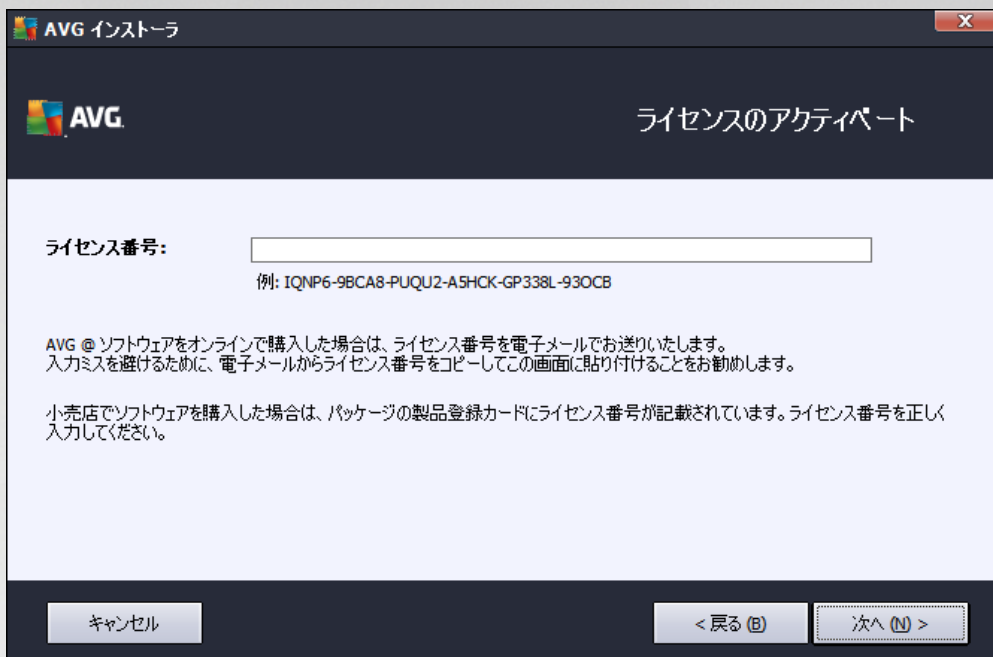 AVG インストーラ
AVG.
ライセンスのアクティベート
ライセンス番号:
例: IQNP6-9BCA8-PUQU2-A5HCK-GP338L-93OCB
AVG @ ソフトウェアをオンラインで購入した場合は、ライセンス番号を電子メールでお送りいたします。
入力ミスを避けるために、電子メールからライセンス番号をコピーしてこの画面に貼り付けることをお勧めします。
小売店でソフトウェアを購入した場合は、パッケージの製品登録カードにライセンス番号が記載されています。ライセンス番号を正しく
入力してください。
キャンセル
< 戻る (B)
次へ (N) >